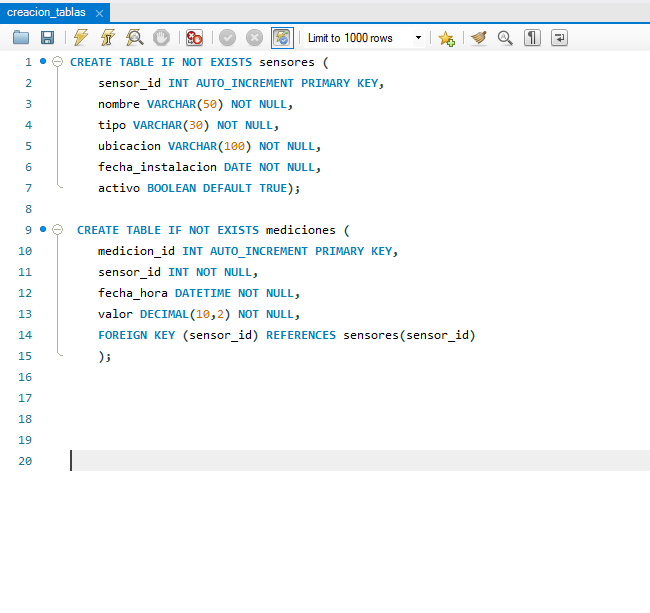 creacion_tablas
Limit to 1000 rows
1 CREATE TABLE IF NOT EXISTS sensores (
2 sensor_id INT AUTO_INCREMENT PRIMARY KEY,
3 nombre VARCHAR(50) NOT NULL,
4 tipo VARCHAR(30) NOT NULL,
5 ubicacion VARCHAR(100) NOT NULL,
6 fecha_instalacion DATE NOT NULL,
7 activo BOOLEAN DEFAULT TRUE);
8
9 CREATE TABLE IF NOT EXISTS mediciones (
10 medicion_id INT AUTO_INCREMENT PRIMARY KEY,
11 sensor_id INT NOT NULL,
12 fecha_hora DATETIME NOT NULL,
13 valor DECIMAL(10,2) NOT NULL,
14 FOREIGN KEY (sensor_id) REFERENCES sensores(sensor_id)
15 );
16
17
18
19
20